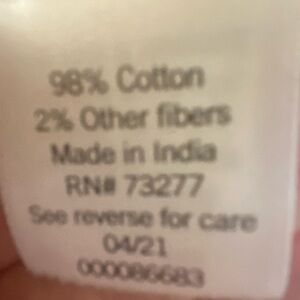 98% Cotton
2% Other fibers
Made in India
RN# 73277
See reverse for care
04/21
000086683